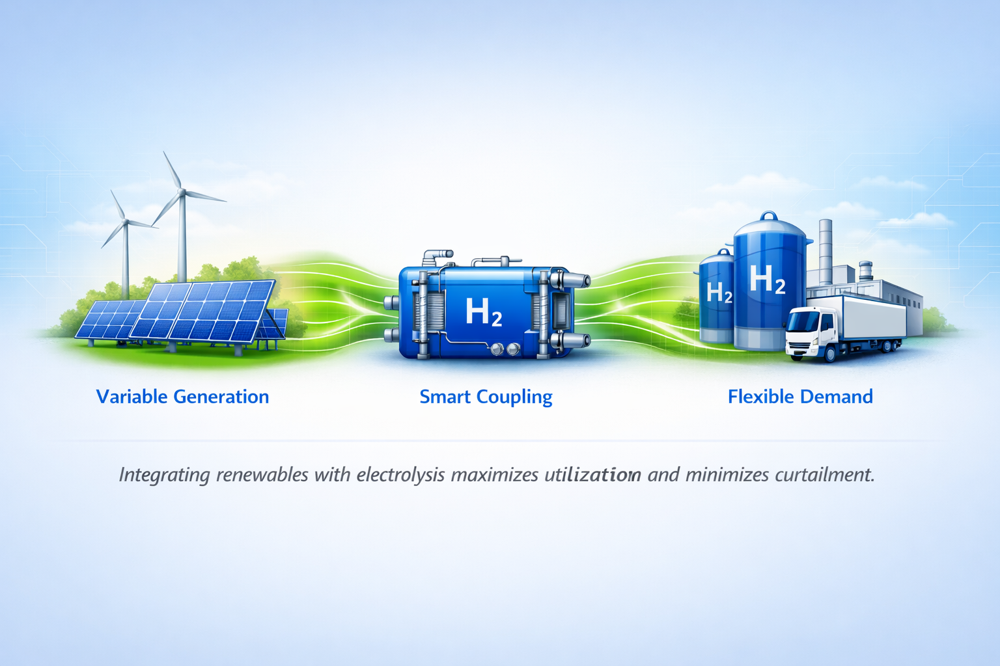 H₂
H₂
H₂
Variable Generation
Smart Coupling
Flexible Demand
Integrating renewables with electrolysis maximizes utilization and minimizes curtailment.